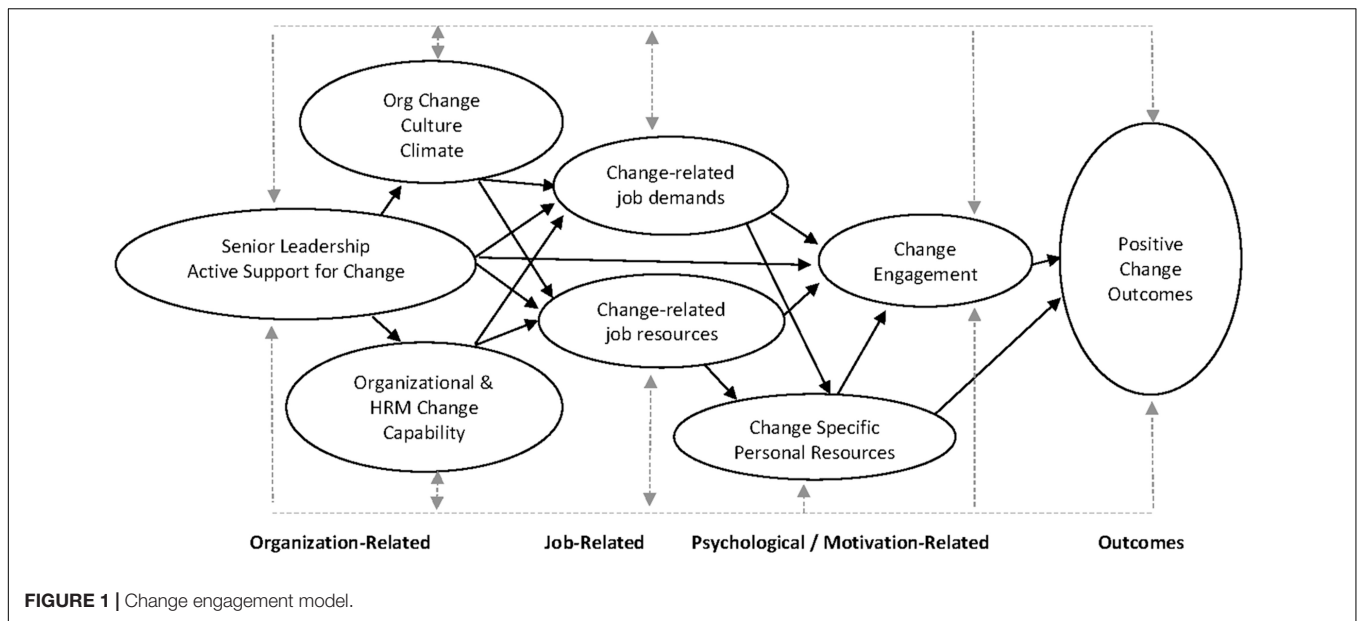 Org Change
Culture
Climate
Change-related
job demands
Senior Leadership
Active Support for Change
Change
Engagement
Positive
Change
Outcomes
Change-related
job resources
Organizational &
HRM Change
Capability
Change Specific
Personal Resources
Organization-Related
Job-Related
Psychological / Motivation-Related
Outcomes
FIGURE 1 | Change engagement model.